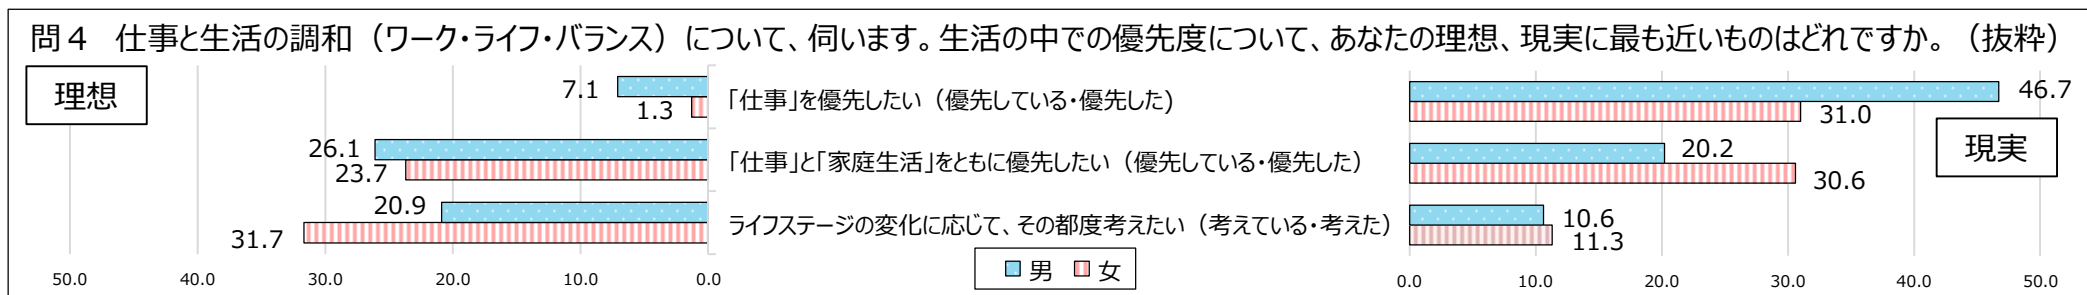 問4 仕事と生活の調和（ワーク・ライフ・バランス）について、伺います。生活の中での優先度について、あなたの理想、現実に最も近いものはどれですか。（抜粋）
理想
7.1
1.3
「仕事」を優先したい（優先している・優先した)
46.7
31.0
26.1
23.7
「仕事」と「家庭生活」をともに優先したい（優先している・優先した）
20.2
30.6
現実
20.9
31.7
ライフステージの変化に応じて、その都度考えたい（考えている・考えた）
10.6
11.3
50.0 40.0 30.0 20.0 10.0 0.0
男 女
0.0 10.0 20.0 30.0 40.0 50.0